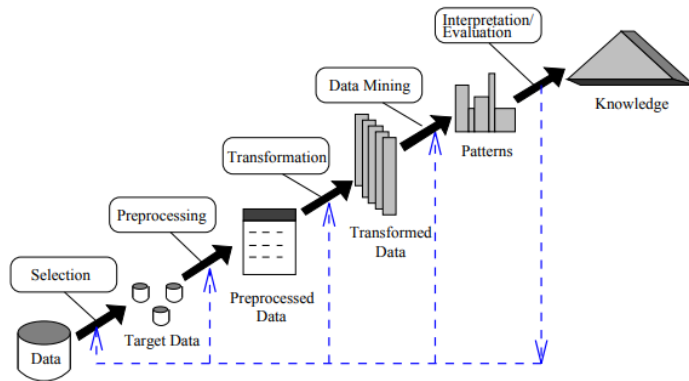 Interpretation/
Evaluation
Data Mining
Knowledge
Patterns
Transformation
Preprocessing
Transformed
Data
Selection
Preprocessed
Data
Target Data
Data